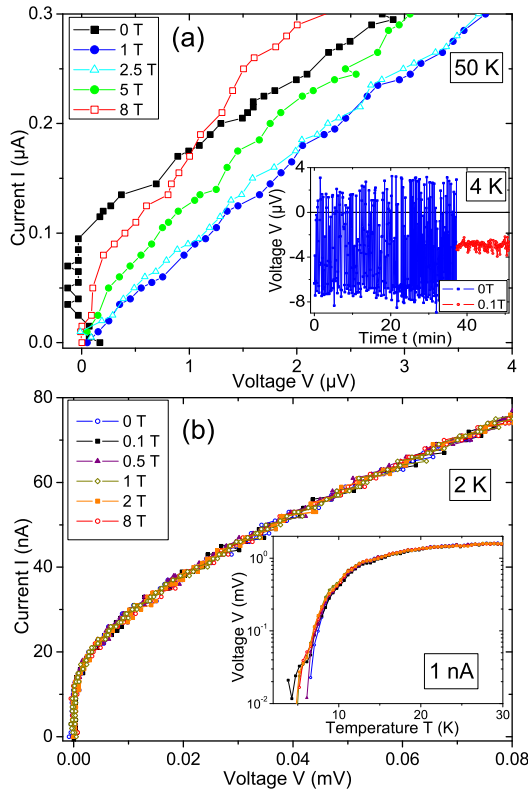 (a)
50 K
0 T
1 T
2.5 T
5 T
8 T
Current I (µA)
0.3
0.2
0.1
0.0
0
1
2
3
4
Voltage V (µV)
4 K
Voltage V (µV)
4
0
-4
-8
0T
0.1T
0
20
40
Time t (min)
(b)
2 K
0 T
0.1 T
0.5 T
1 T
2 T
8 T
Current I (nA)
80
60
40
20
0
0.00
0.02
0.04
0.06
0.08
Voltage V (mV)
Voltage V (mV)
10⁰
10⁻¹
10⁻²
1 nA
10
20
30
Temperature T (K)